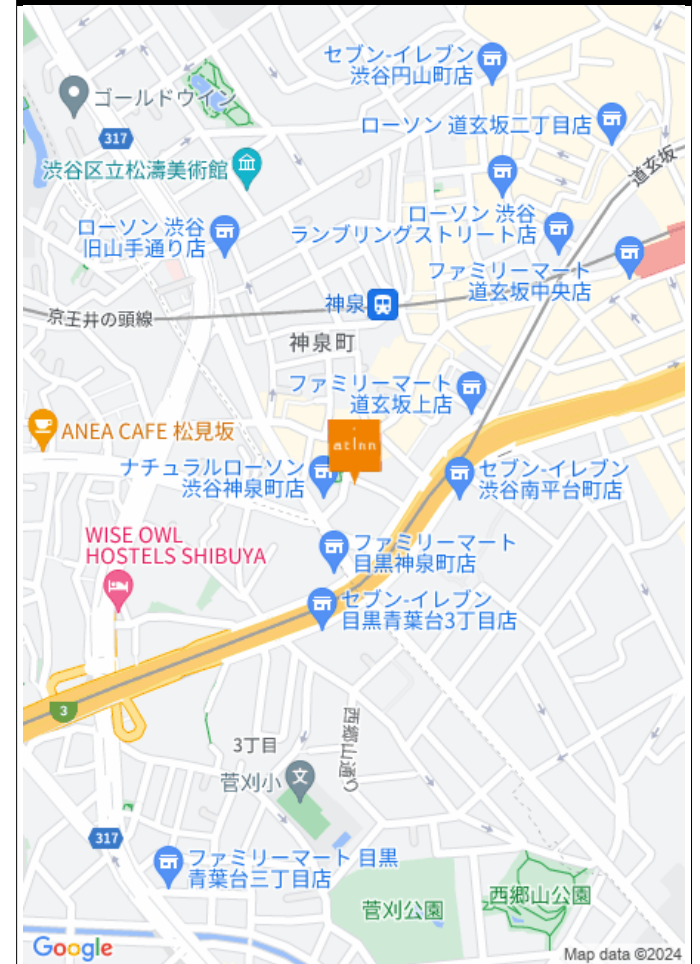 セブン-イレブン
渋谷円山町店
ゴールドウイン
ローソン 道玄坂二丁目店
317
道玄坂
渋谷区立松濤美術館
ローソン 渋谷
ランブリングストリート店
ローソン 渋谷
旧山手通り店
ファミリーマート
道玄坂中央店
神泉
京王井の頭線
神泉町
ファミリーマート
道玄坂上店
ANEA CAFE 松見坂
atInn
ナチュラルローソン
渋谷神泉町店
セブン-イレブン
渋谷南平台町店
WISE OWL
HOSTELS SHIBUYA
ファミリーマート
目黒神泉町店
セブン-イレブン
目黒青葉台3丁目店
3
西郷山通り
3丁目
菅刈小
文
317
ファミリーマート 目黒
青葉台三丁目店
菅刈公園
西郷山公園
Google
Map data ©2024